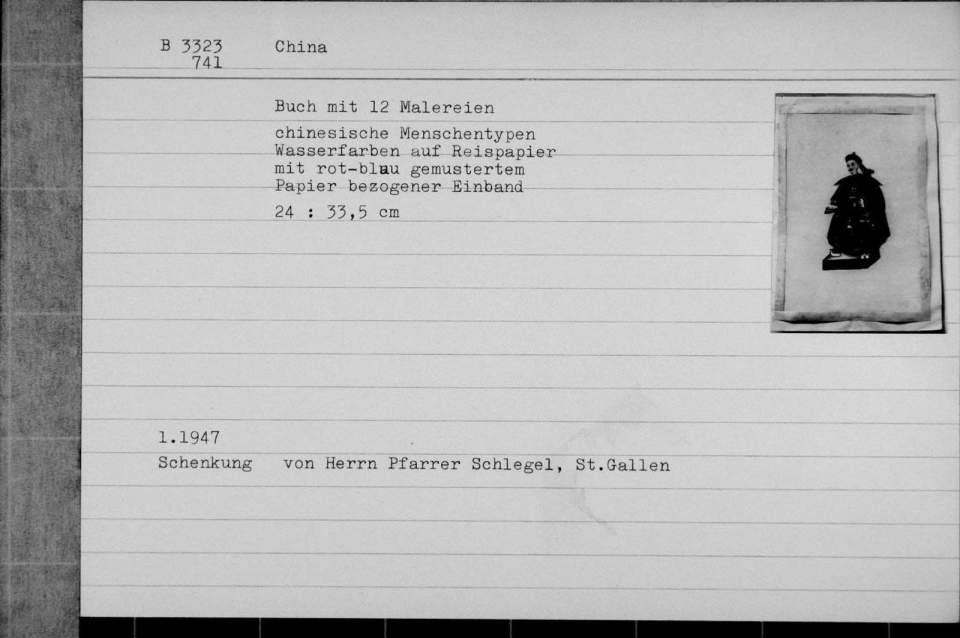 B 3323 China
741
Buch mit 12 Malereien
chinesische Menschentypen
Wasserfarben auf Reispapier
mit rot-blau gemustertem
Papier bezogener Einband
24 : 33,5 cm
1.1947
Schenkung von Herrn Pfarrer Schlegel, St.Gallen